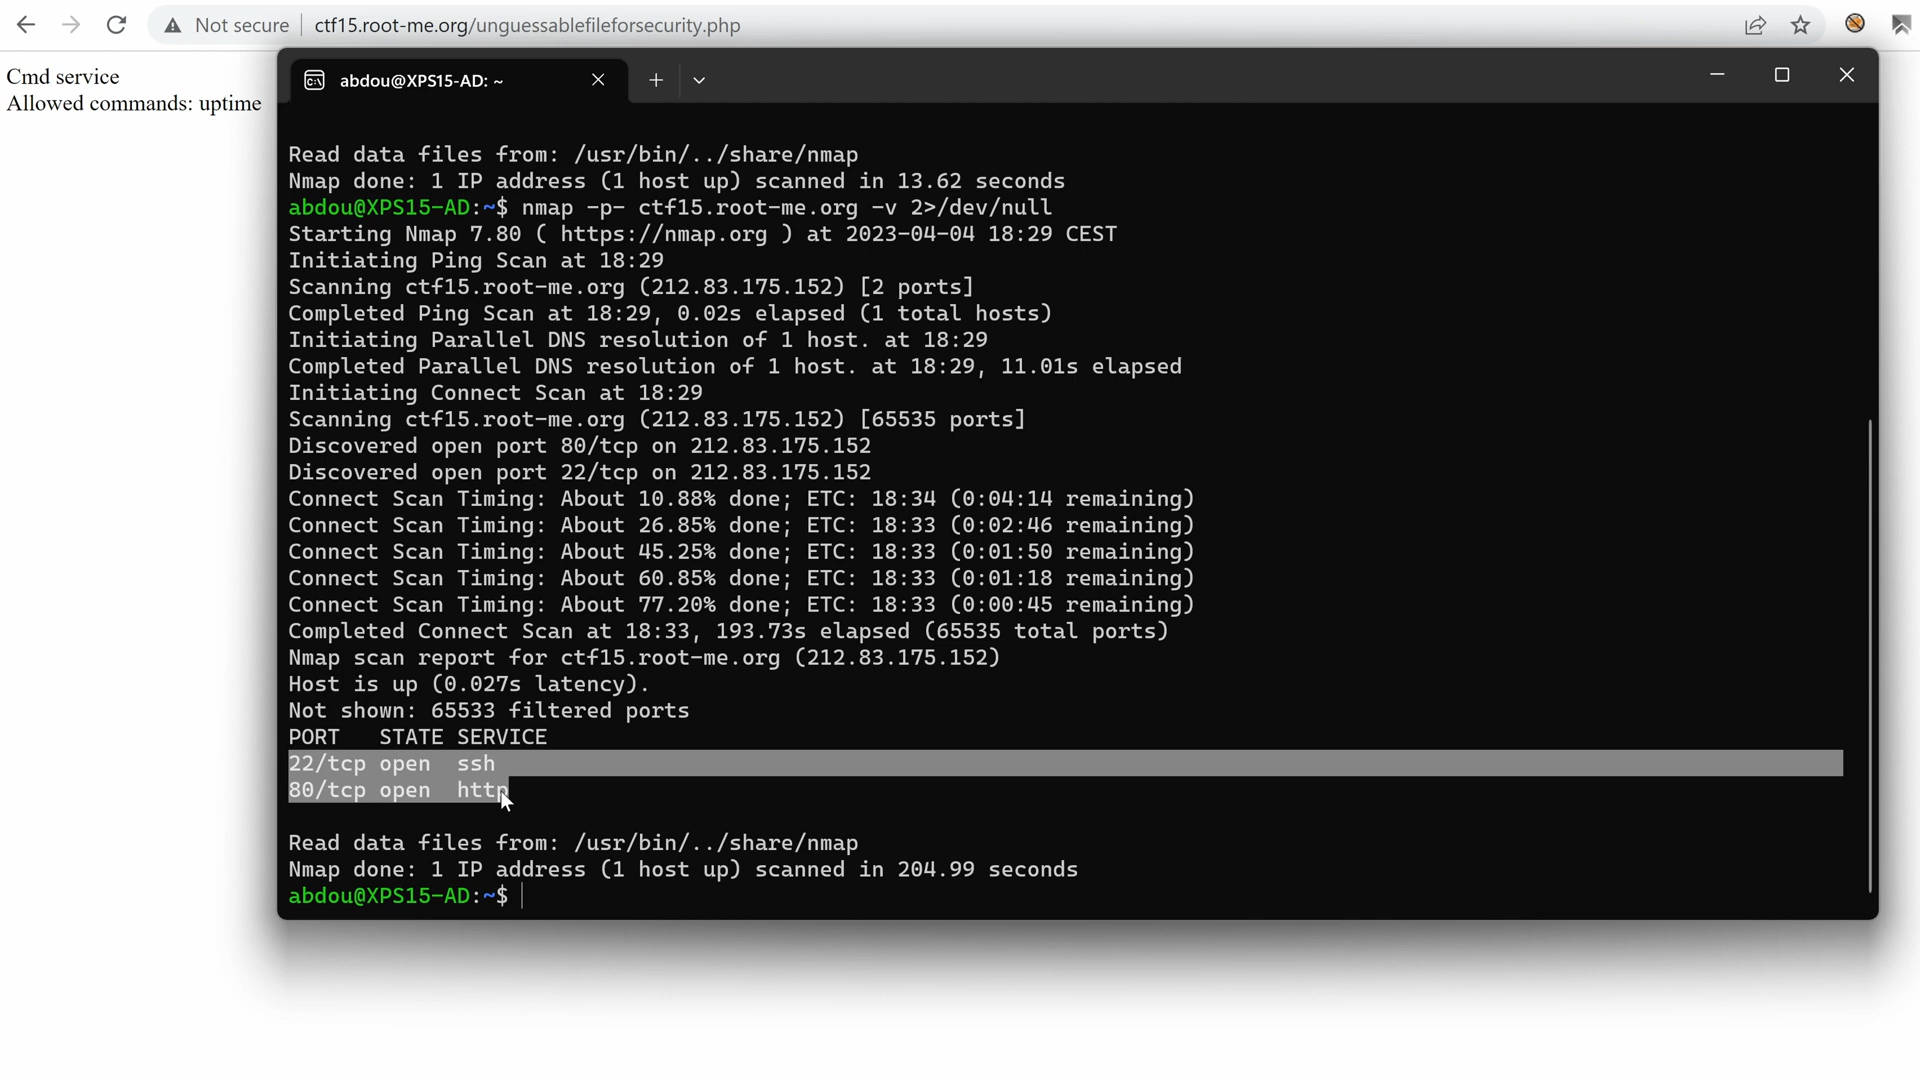 Not secure
ctf15.root-me.org/unguessablefileforsecurity.php
Cmd service
Allowed commands: uptime
abdou@XPS15-AD: ~
Read data files from: /usr/bin/../share/nmap
Nmap done: 1 IP address (1 host up) scanned in 13.62 seconds
abdou@XPS15-AD:~$ nmap -p- ctf15.root-me.org -v 2>/dev/null
Starting Nmap 7.80 ( https://nmap.org ) at 2023-04-04 18:29 CEST
Initiating Ping Scan at 18:29
Scanning ctf15.root-me.org (212.83.175.152) [2 ports]
Completed Ping Scan at 18:29, 0.02s elapsed (1 total hosts)
Initiating Parallel DNS resolution of 1 host. at 18:29
Completed Parallel DNS resolution of 1 host. at 18:29, 11.01s elapsed
Initiating Connect Scan at 18:29
Scanning ctf15.root-me.org (212.83.175.152) [65535 ports]
Discovered open port 80/tcp on 212.83.175.152
Discovered open port 22/tcp on 212.83.175.152
Connect Scan Timing: About 10.88% done; ETC: 18:34 (0:04:14 remaining)
Connect Scan Timing: About 26.85% done; ETC: 18:33 (0:02:46 remaining)
Connect Scan Timing: About 45.25% done; ETC: 18:33 (0:01:50 remaining)
Connect Scan Timing: About 60.85% done; ETC: 18:33 (0:01:18 remaining)
Connect Scan Timing: About 77.20% done; ETC: 18:33 (0:00:45 remaining)
Completed Connect Scan at 18:33, 193.73s elapsed (65535 total ports)
Nmap scan report for ctf15.root-me.org (212.83.175.152)
Host is up (0.027s latency).
Not shown: 65533 filtered ports
PORT   STATE SERVICE
22/tcp open  ssh
80/tcp open  http
Read data files from: /usr/bin/../share/nmap
Nmap done: 1 IP address (1 host up) scanned in 204.99 seconds
abdou@XPS15-AD:~$